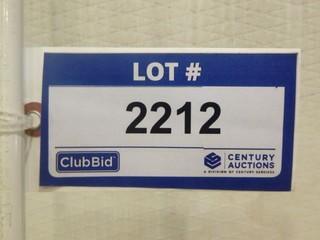 LOT #
2212
ClubBid
CENTURY
AUCTIONS
A DIVISION OF CENTURY SERVICES